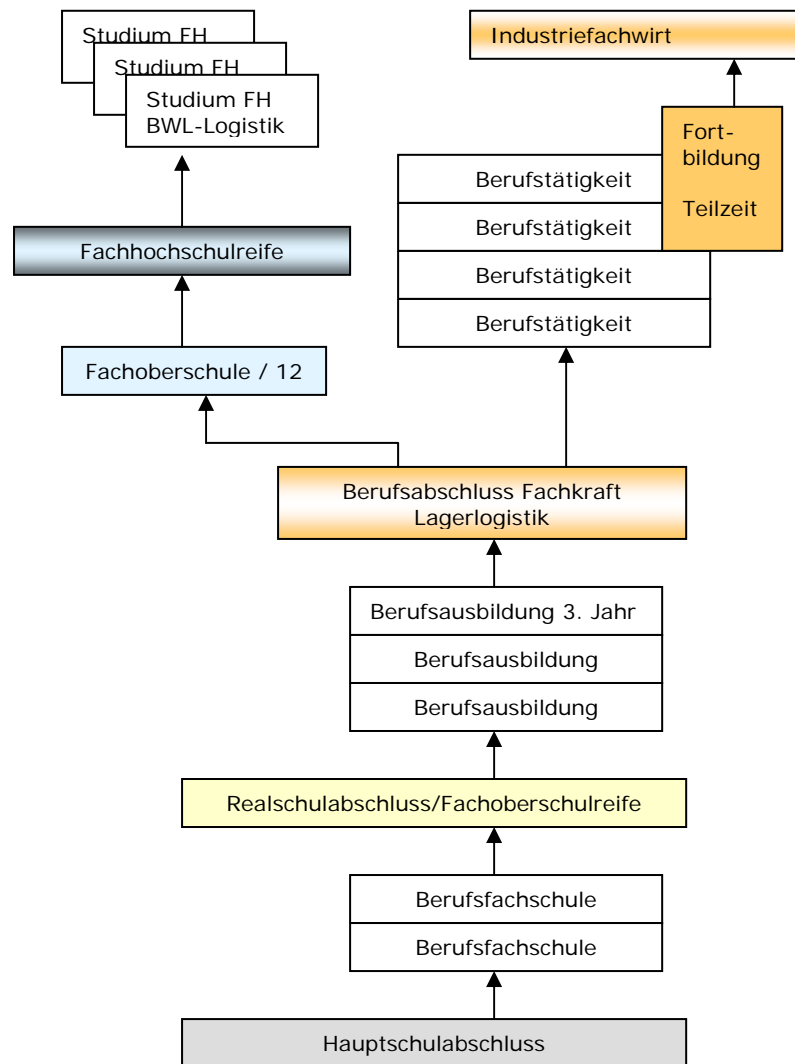 Studium FH
Studium FH
Studium FH
BWL-Logistik
Industriefachwirt
Fort-
bildung
Teilzeit
Berufstätigkeit
Berufstätigkeit
Berufstätigkeit
Berufstätigkeit
Fachhochschulreife
Fachoberschule / 12
Berufsabschluss Fachkraft
Lagerlogistik
Berufsausbildung 3. Jahr
Berufsausbildung
Berufsausbildung
Realschulabschluss/Fachoberschulreife
Berufsfachschule
Berufsfachschule
Hauptschulabschluss